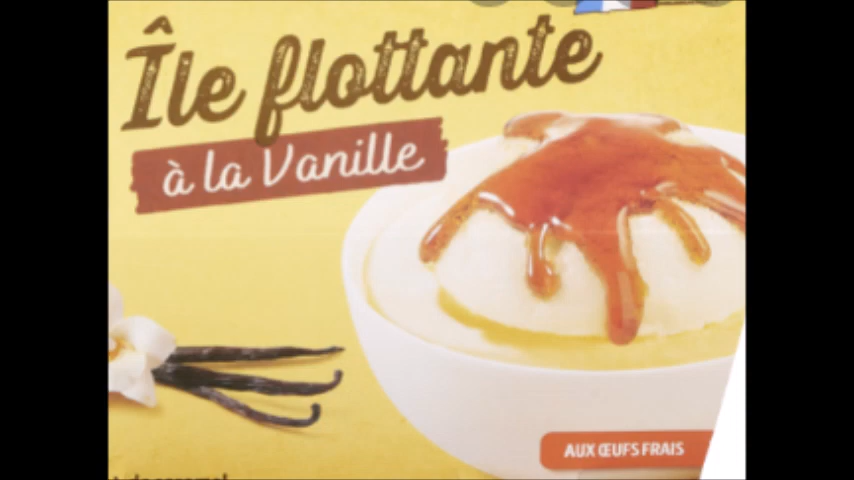 Île flottante
à la Vanille
AUX ŒUFS FRAIS